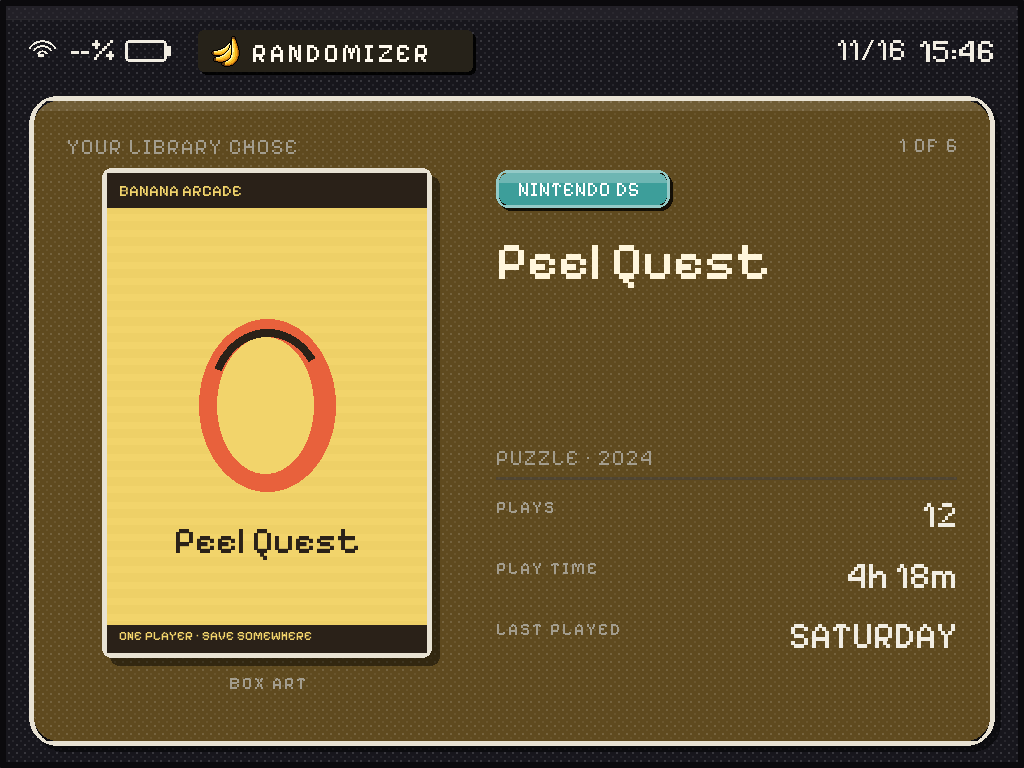 --% RANDOMIZER 11/16 15:46
YOUR LIBRARY CHOSE 1 OF 6
BANANA ARCADE
NINTENDO DS
Peel Quest
Peel Quest
ONE PLAYER · SAVE SOMEWHERE
BOX ART
PUZZLE · 2024
PLAYS 12
PLAY TIME 4h 18m
LAST PLAYED SATURDAY